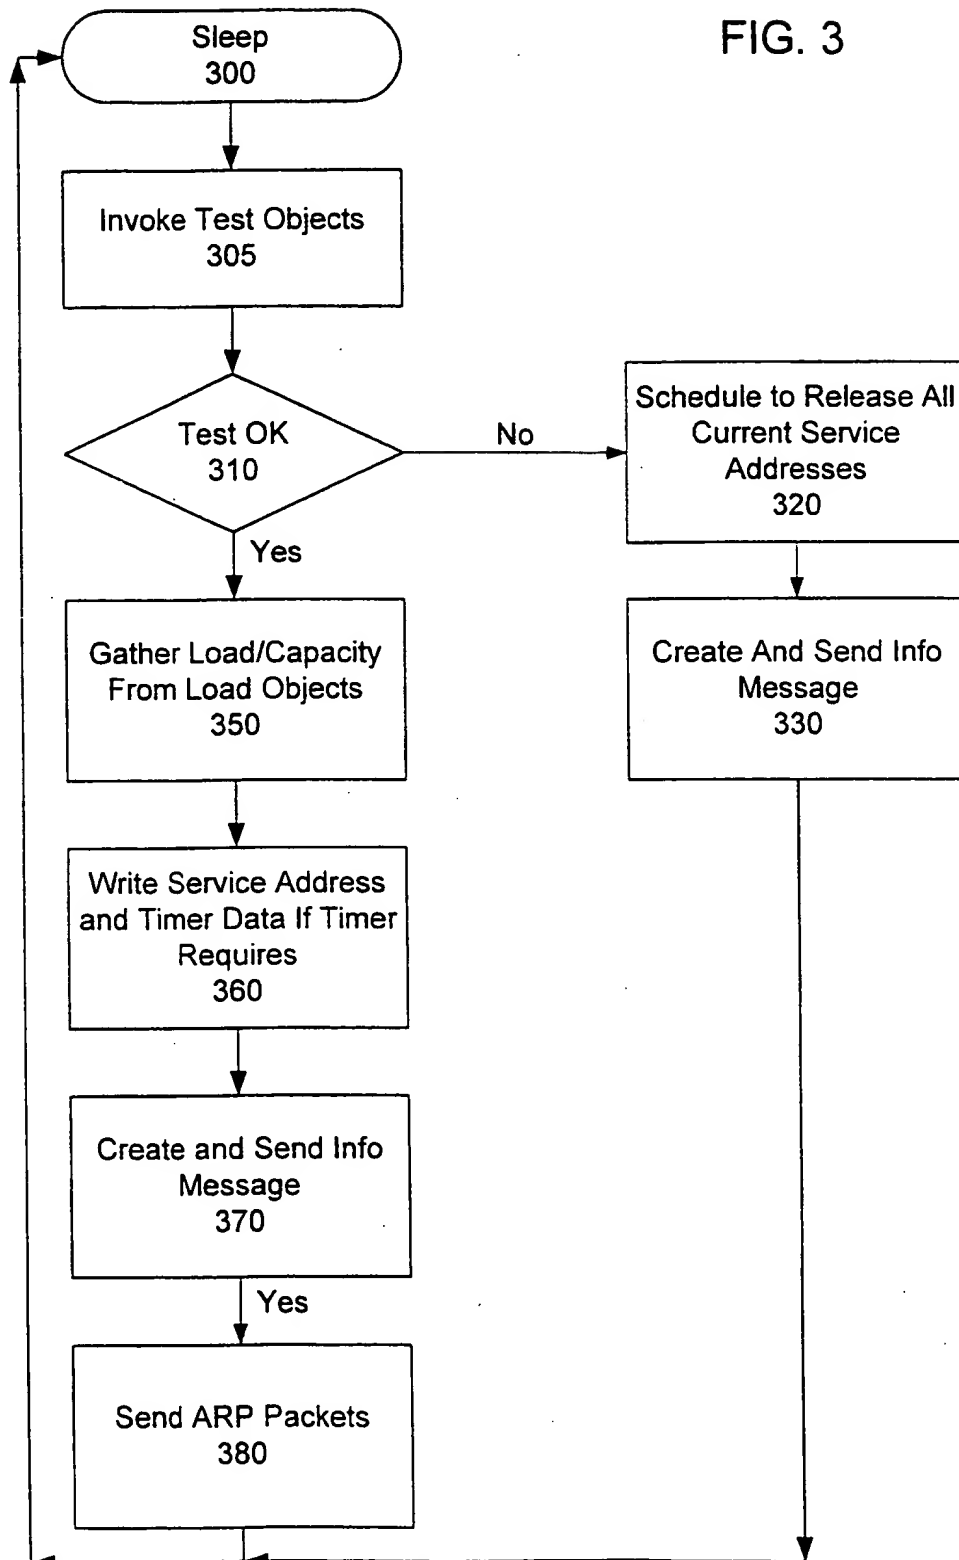 FIG. 3
Sleep
300
Invoke Test Objects
305
Test OK
310
No
Yes
Schedule to Release All
Current Service
Addresses
320
Gather Load/Capacity
From Load Objects
350
Create And Send Info
Message
330
Write Service Address
and Timer Data If Timer
Requires
360
Create and Send Info
Message
370
Yes
Send ARP Packets
380